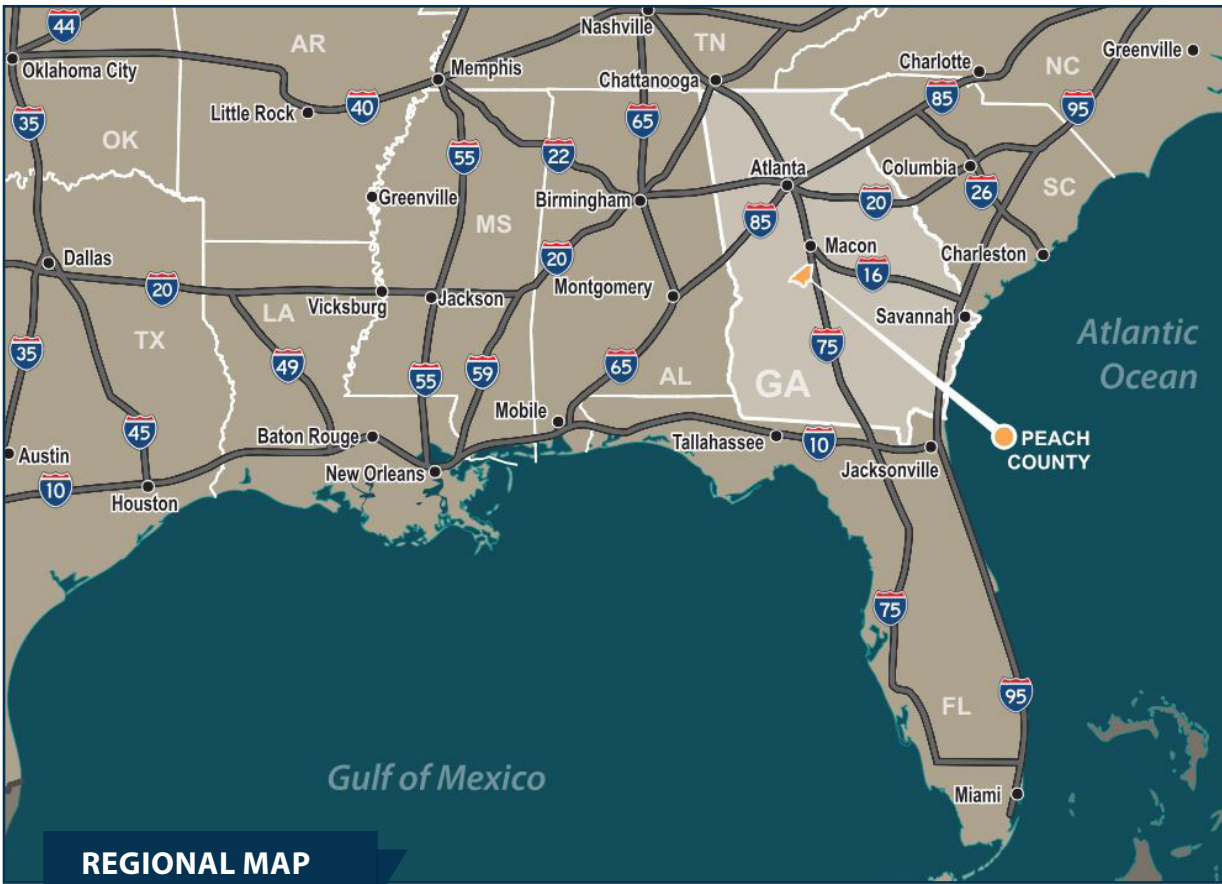 44
Nashville
AR
TN
Greenville
Oklahoma City
Memphis
Chattanooga
Charlotte
NC
85
95
35
Little Rock
40
65
OK
55
22
Atlanta
Columbia
Greenville
Birmingham
20
26
SC
MS
85
Dallas
20
Macon
Charleston
20
Vicksburg
Jackson
Montgomery
16
LA
Savannah
TX
Atlantic
Ocean
35
49
55
59
65
AL
75
GA
45
Mobile
Baton Rouge
Tallahassee
10
PEACH
COUNTY
Austin
New Orleans
Jacksonville
10
Houston
75
95
FL
Gulf of Mexico
Miami
REGIONAL MAP